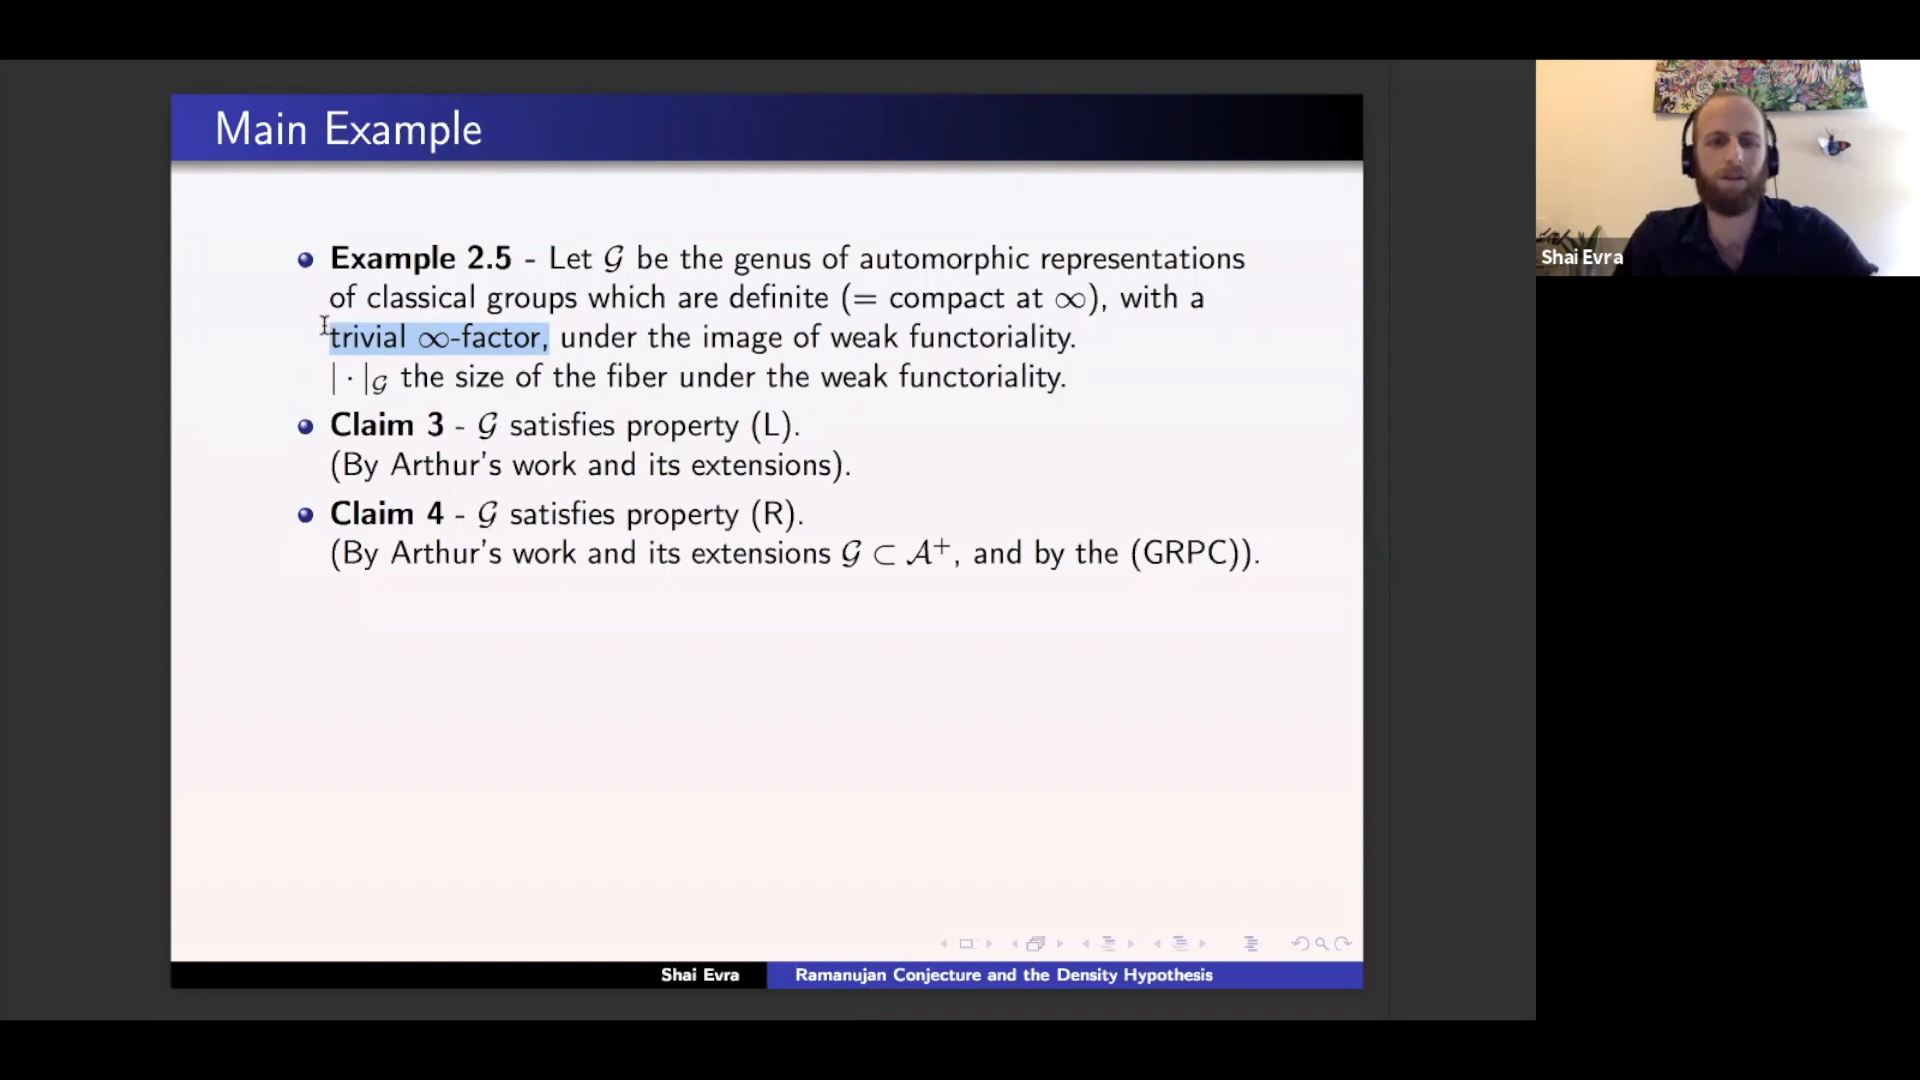 Main Example
Example 2.5 - Let 𝒢 be the genus of automorphic representations
of classical groups which are definite (= compact at ∞), with a
trivial ∞-factor, under the image of weak functoriality.
|·|_𝒢 the size of the fiber under the weak functoriality.
Claim 3 - 𝒢 satisfies property (L).
(By Arthur's work and its extensions).
Claim 4 - 𝒢 satisfies property (R).
(By Arthur's work and its extensions 𝒢 ⊂ 𝒜⁺, and by the (GRPC)).
Shai Evra
Ramanujan Conjecture and the Density Hypothesis
Shai Evra